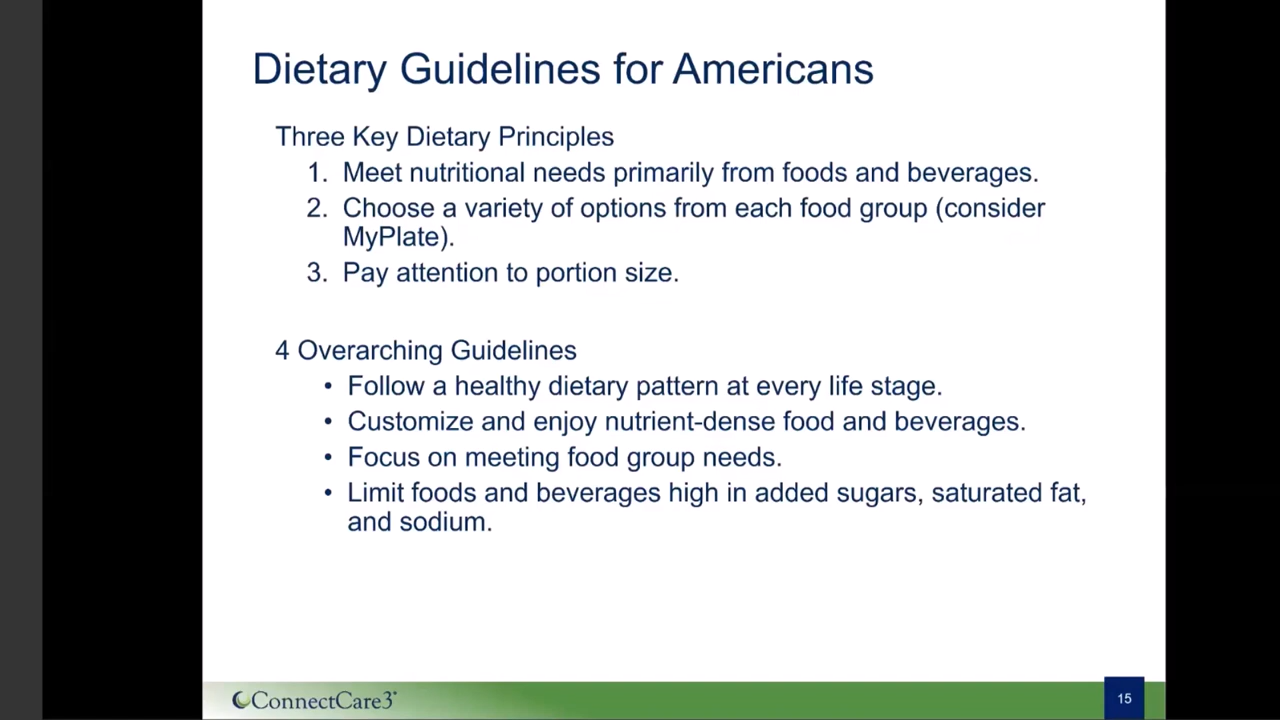 Dietary Guidelines for Americans
Three Key Dietary Principles
1. Meet nutritional needs primarily from foods and beverages.
2. Choose a variety of options from each food group (consider
MyPlate).
3. Pay attention to portion size.
4 Overarching Guidelines
• Follow a healthy dietary pattern at every life stage.
• Customize and enjoy nutrient-dense food and beverages.
• Focus on meeting food group needs.
• Limit foods and beverages high in added sugars, saturated fat,
and sodium.
ConnectCare3
15